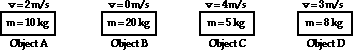 v = 2 m/s v = 0 m/s v = 4 m/s v = 3 m/s
m = 10 kg m = 20 kg m = 5 kg m = 8 kg
Object A Object B Object C Object D